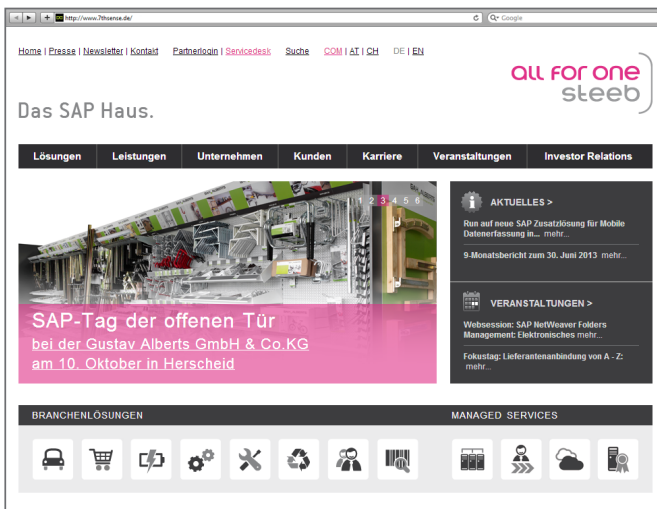 http://www.7thsense.de/
Google
Home | Presse | Newsletter | Kontakt Partnerlogin | Servicedesk Suche COM | AT | CH DE | EN
all for one
steeb
Das SAP Haus.
Lösungen Leistungen Unternehmen Kunden Karriere Veranstaltungen Investor Relations
1 2 3 4 5 6
SAP-Tag der offenen Tür
bei der Gustav Alberts GmbH & Co.KG
am 10. Oktober in Herscheid
AKTUELLES >
Run auf neue SAP Zusatzlösung für Mobile
Datenerfassung in... mehr...
9-Monatsbericht zum 30. Juni 2013 mehr...
VERANSTALTUNGEN >
Websession: SAP NetWeaver Folders
Management: Elektronisches mehr...
Fokustag: Lieferantenanbindung von A - Z:
mehr...
BRANCHENLÖSUNGEN
MANAGED SERVICES